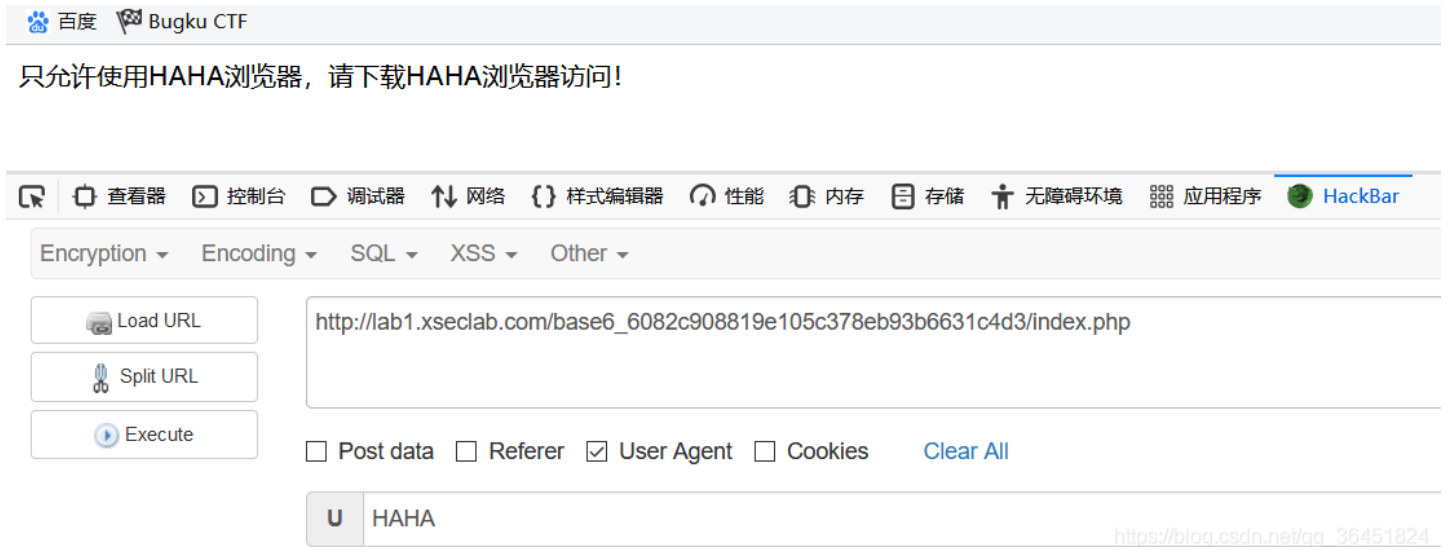 百度 Bugku CTF
只允许使用HAHA浏览器，请下载HAHA浏览器访问！
查看器 控制台 调试器 网络 {} 样式编辑器 性能 内存 存储 无障碍环境 应用程序 HackBar
Encryption Encoding SQL XSS Other
Load URL
http://lab1.xseclab.com/base6_6082c908819e105c378eb93b6631c4d3/index.php
Split URL
Execute
Post data Referer User Agent Cookies Clear All
U HAHA
https://blog.csdn.net/qq_36451824